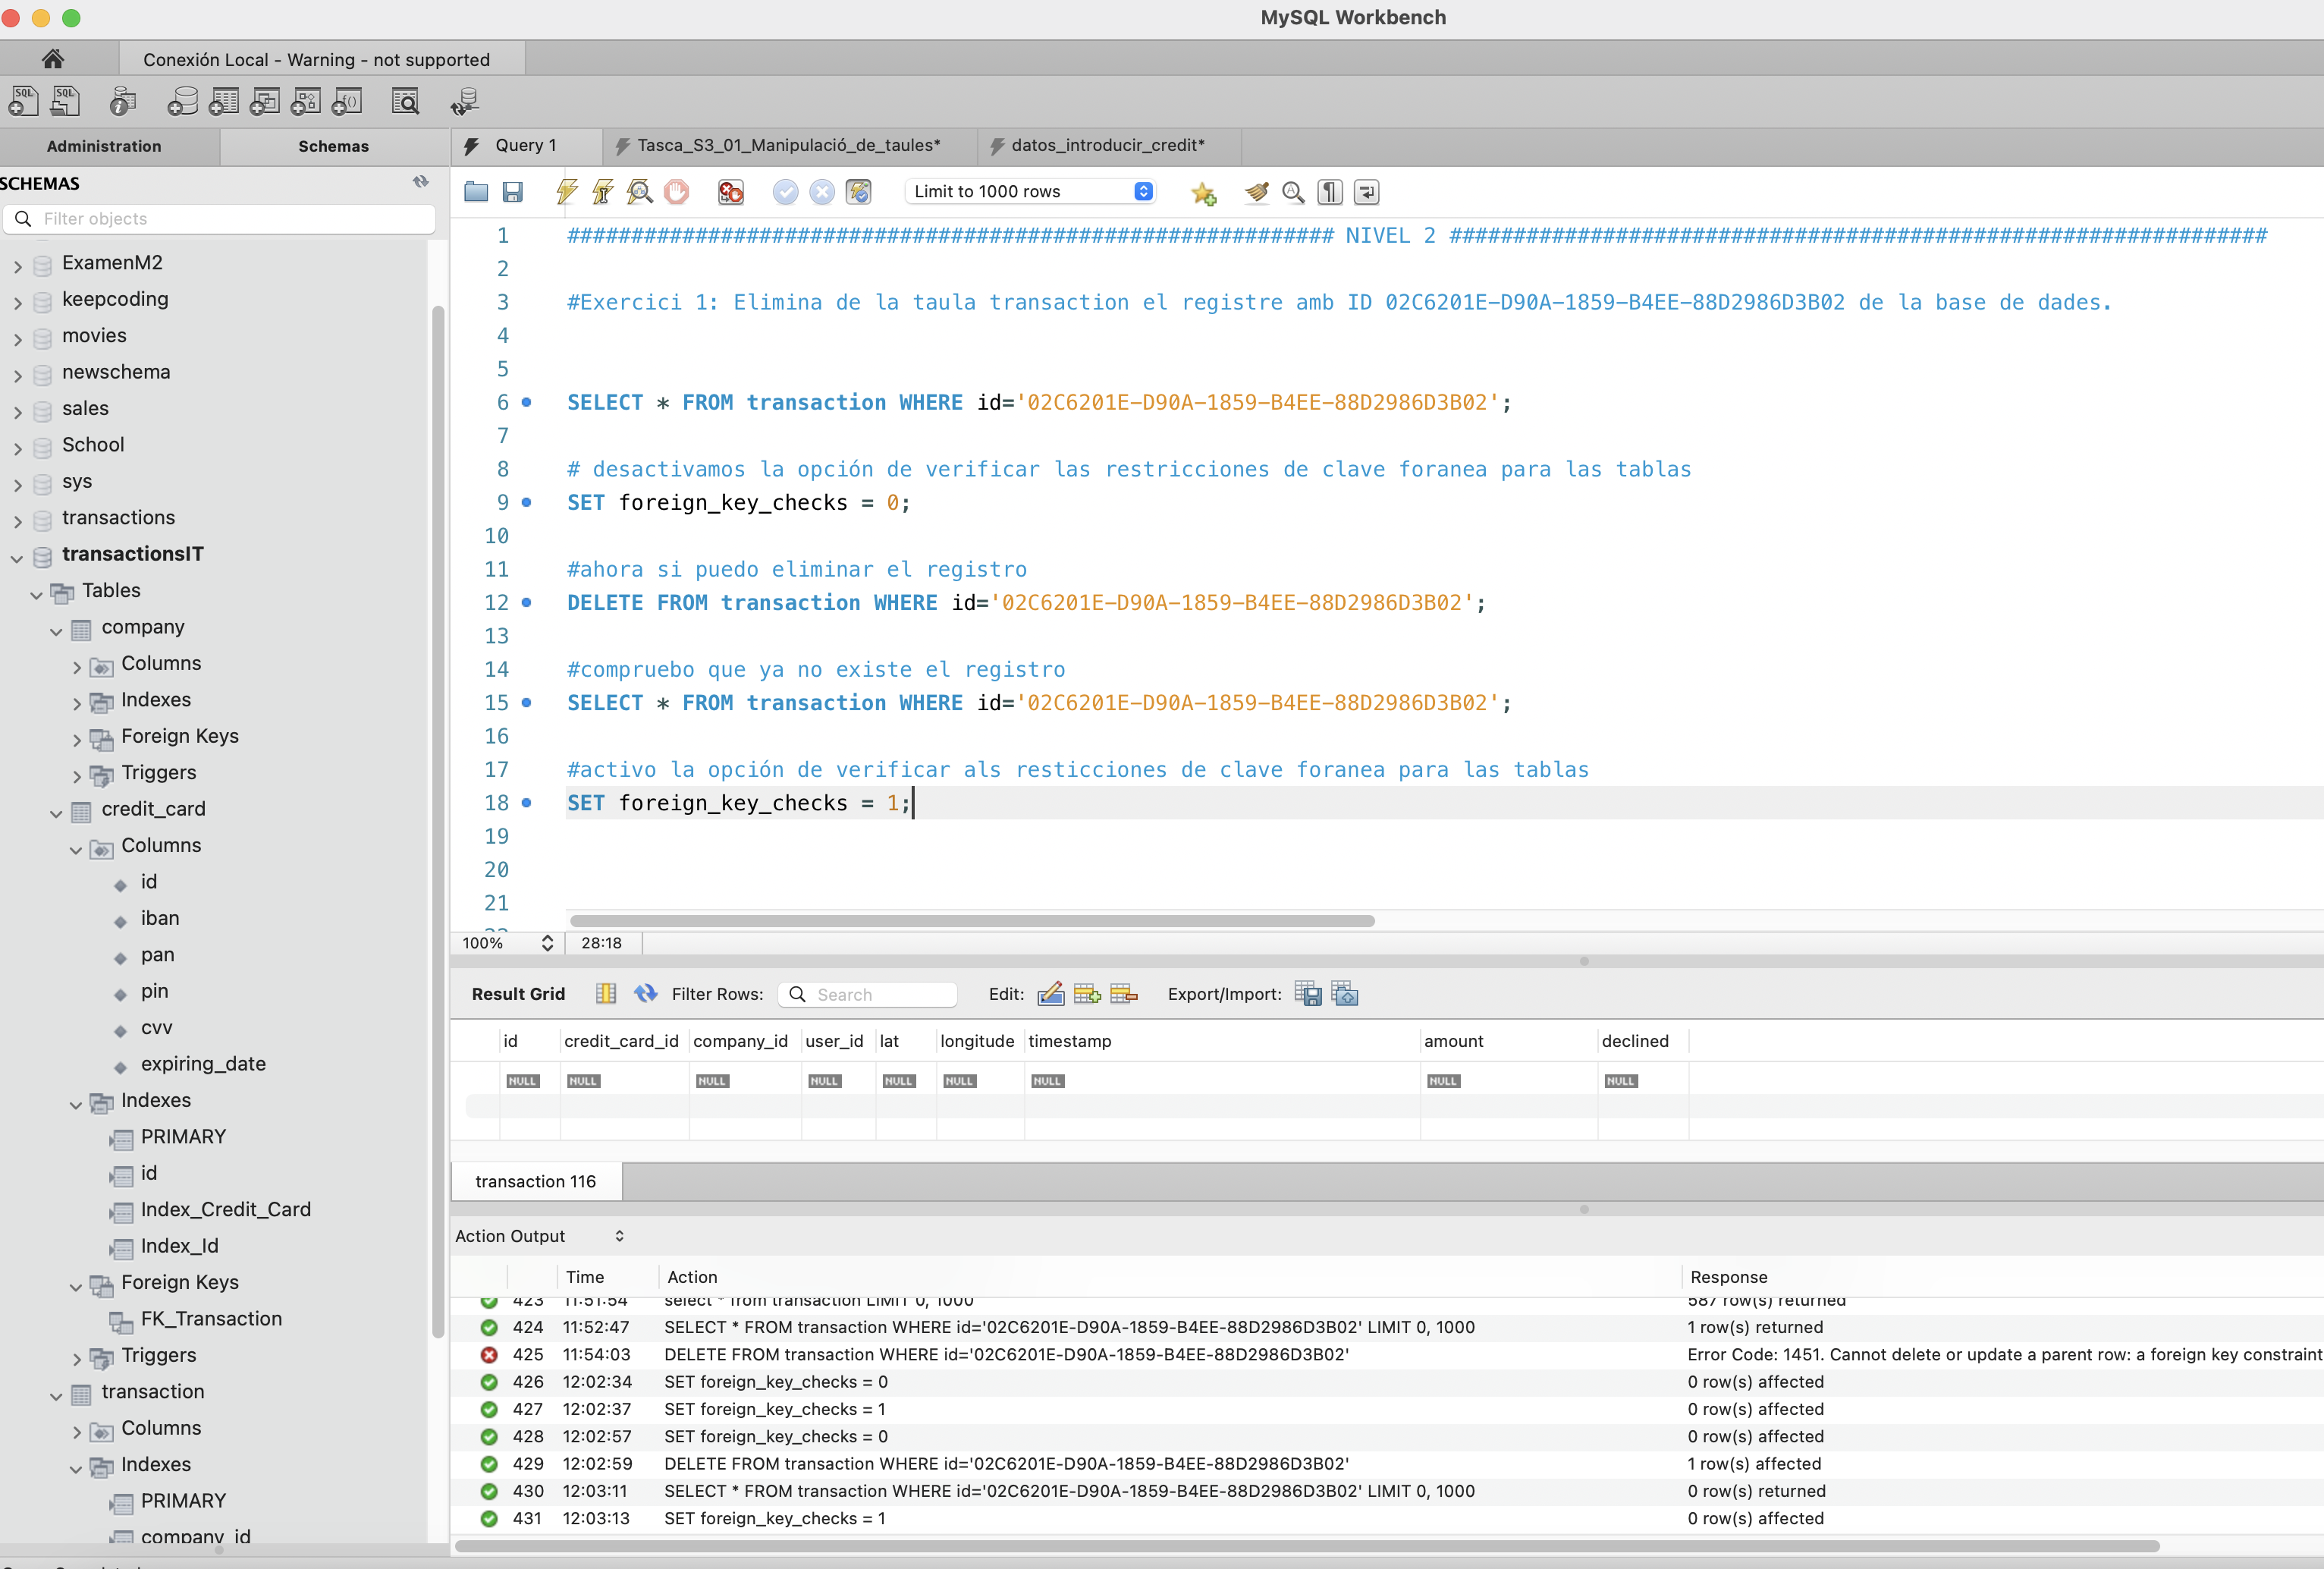 MySQL Workbench
Conexión Local - Warning - not supported
Administration
Schemas
Query 1
Tasca_S3_01_Manipulació_de_taules*
datos_introducir_credit*
SCHEMAS
Filter objects
Limit to 1000 rows
ExamenM2
keepcoding
movies
newschema
sales
School
sys
transactions
transactionsIT
Tables
company
Columns
Indexes
Foreign Keys
Triggers
credit_card
Columns
id
iban
pan
pin
cvv
expiring_date
Indexes
PRIMARY
id
Index_Credit_Card
Index_Id
Foreign Keys
FK_Transaction
Triggers
transaction
Columns
Indexes
PRIMARY
company_id
1 ############################################################ NIVEL 2 ################################################################
2
3 #Exercici 1: Elimina de la taula transaction el registre amb ID 02C6201E-D90A-1859-B4EE-88D2986D3B02 de la base de dades.
4
5
6 SELECT * FROM transaction WHERE id='02C6201E-D90A-1859-B4EE-88D2986D3B02';
7
8 # desactivamos la opción de verificar las restricciones de clave foranea para las tablas
9 SET foreign_key_checks = 0;
10
11 #ahora si puedo eliminar el registro
12 DELETE FROM transaction WHERE id='02C6201E-D90A-1859-B4EE-88D2986D3B02';
13
14 #compruebo que ya no existe el registro
15 SELECT * FROM transaction WHERE id='02C6201E-D90A-1859-B4EE-88D2986D3B02';
16
17 #activo la opción de verificar als resticciones de clave foranea para las tablas
18 SET foreign_key_checks = 1;
19
20
21
100% 28:18
Result Grid Filter Rows: Search Edit: Export/Import:
id credit_card_id company_id user_id lat longitude timestamp amount declined
NULL NULL NULL NULL NULL NULL NULL NULL NULL
transaction 116
Action Output
Time Action Response
423 11:51:54 select * from transaction LIMIT 0, 1000 587 row(s) returned
424 11:52:47 SELECT * FROM transaction WHERE id='02C6201E-D90A-1859-B4EE-88D2986D3B02' LIMIT 0, 1000 1 row(s) returned
425 11:54:03 DELETE FROM transaction WHERE id='02C6201E-D90A-1859-B4EE-88D2986D3B02' Error Code: 1451. Cannot delete or update a parent row: a foreign key constraint
426 12:02:34 SET foreign_key_checks = 0 0 row(s) affected
427 12:02:37 SET foreign_key_checks = 1 0 row(s) affected
428 12:02:57 SET foreign_key_checks = 0 0 row(s) affected
429 12:02:59 DELETE FROM transaction WHERE id='02C6201E-D90A-1859-B4EE-88D2986D3B02' 1 row(s) affected
430 12:03:11 SELECT * FROM transaction WHERE id='02C6201E-D90A-1859-B4EE-88D2986D3B02' LIMIT 0, 1000 0 row(s) returned
431 12:03:13 SET foreign_key_checks = 1 0 row(s) affected